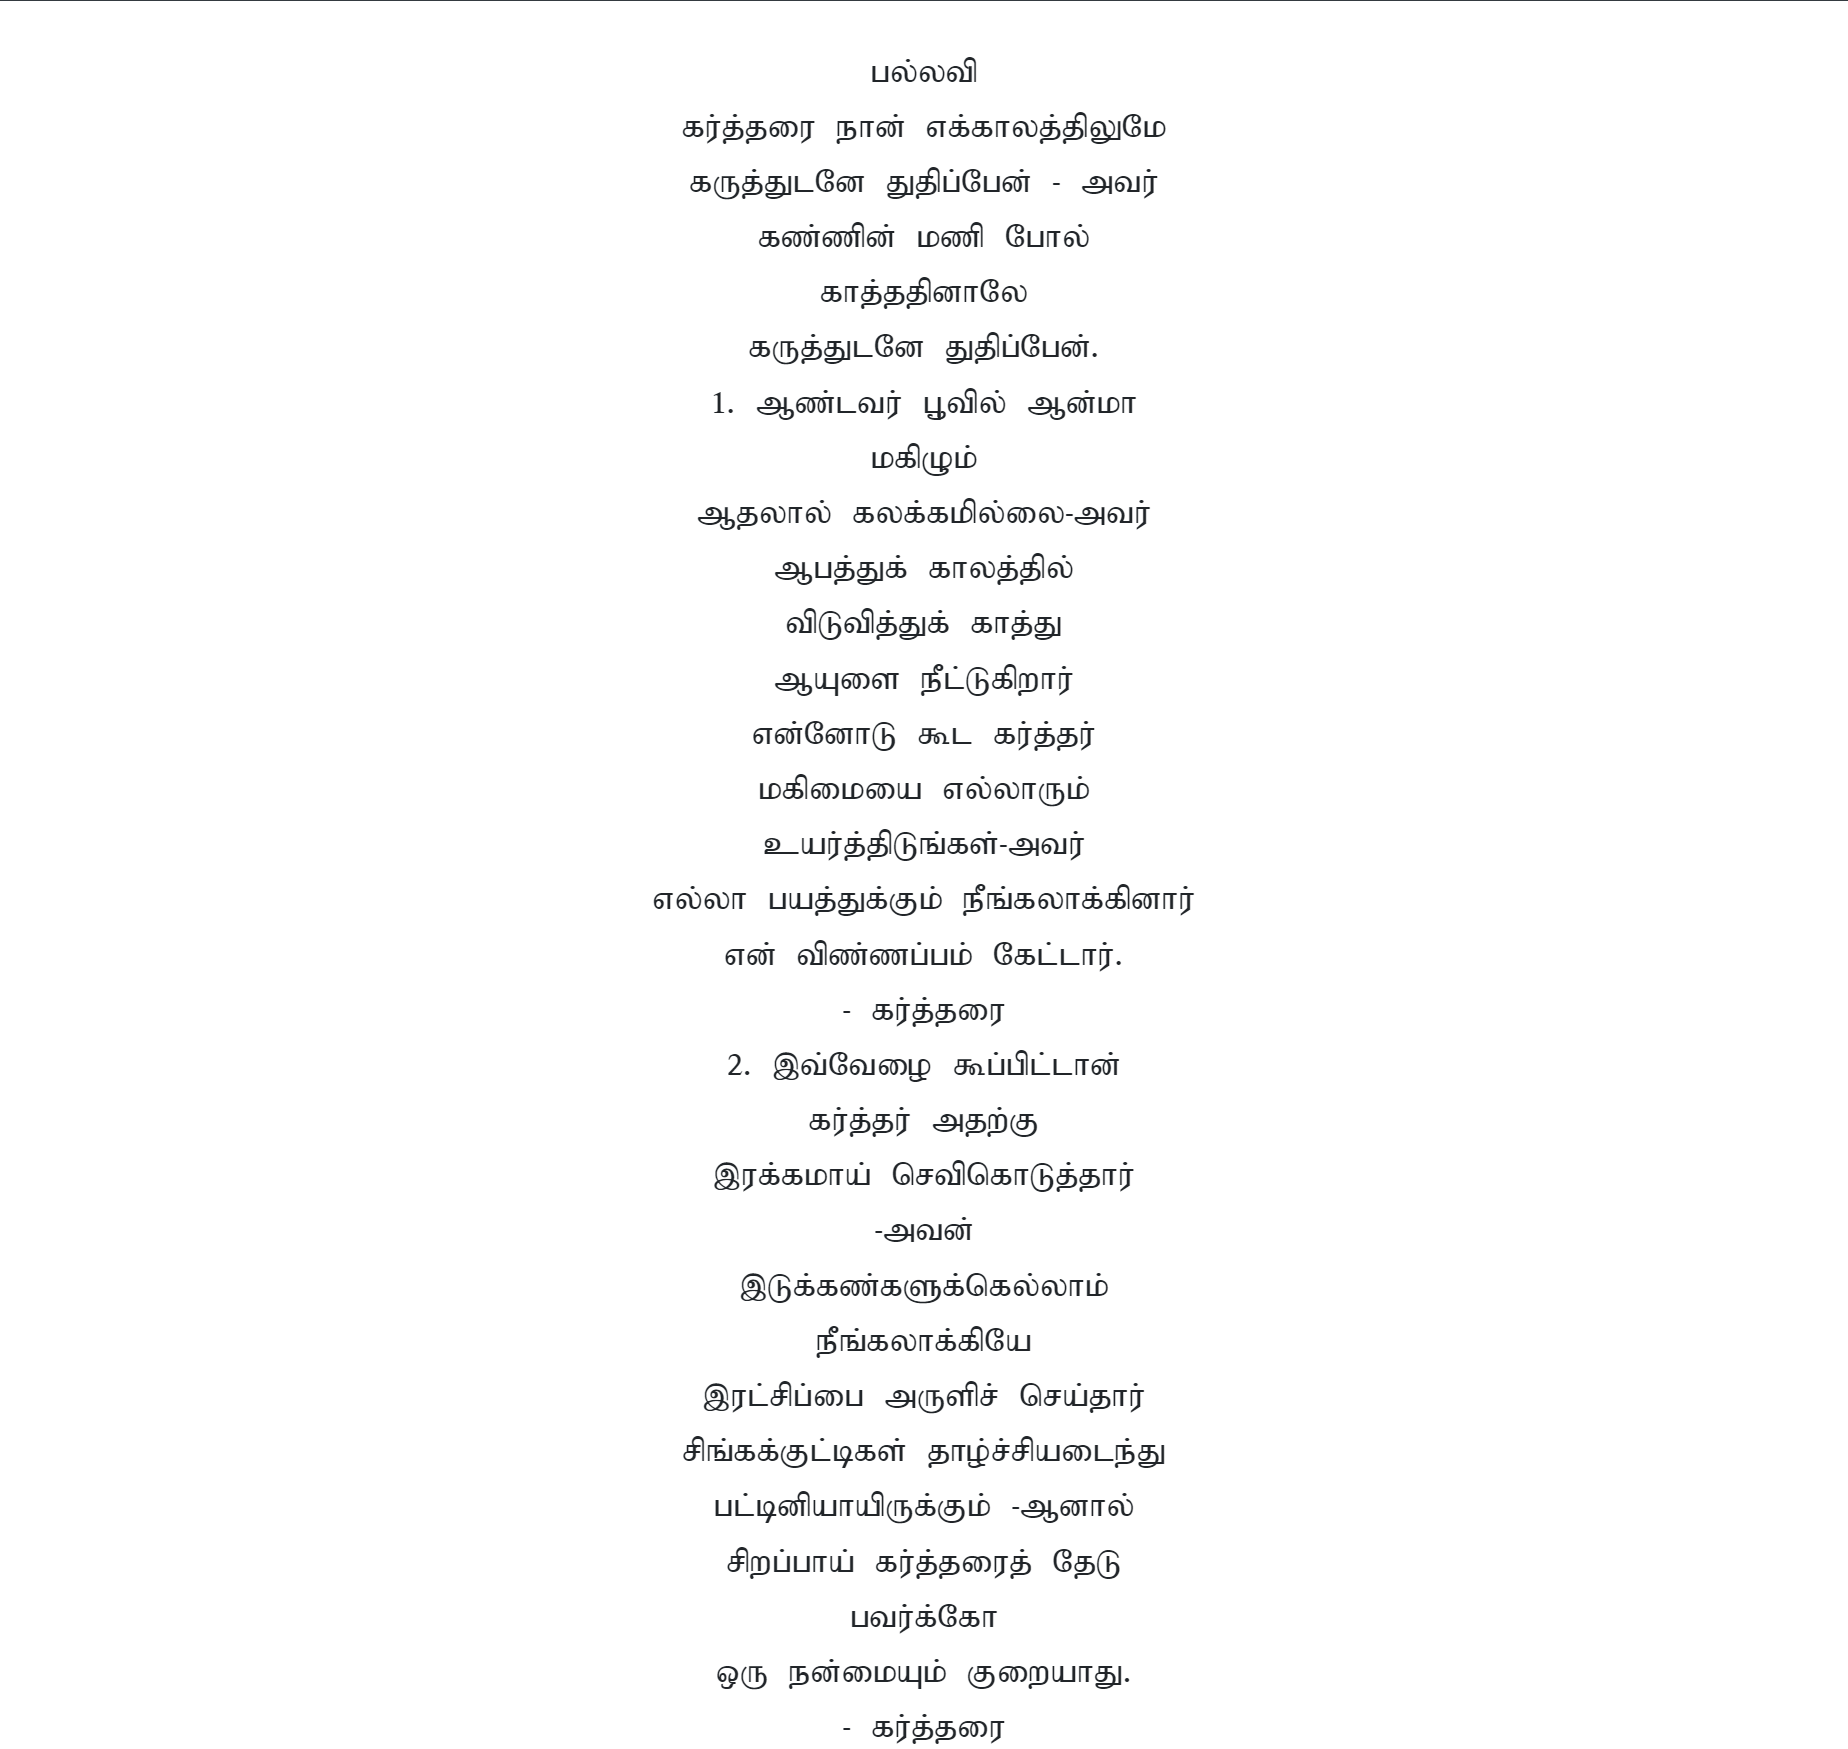 பல்லவி
கர்த்தரை நான் எக்காலத்திலுமே
கருத்துடனே துதிப்பேன் - அவர்
கண்ணின் மணி போல்
காத்ததினாலே
கருத்துடனே துதிப்பேன்.
1. ஆண்டவர் பூவில் ஆன்மா
மகிழும்
ஆதலால் கலக்கமில்லை-அவர்
ஆபத்துக் காலத்தில்
விடுவித்துக் காத்து
ஆயுளை நீட்டுகிறார்
என்னோடு கூட கர்த்தர்
மகிமையை எல்லாரும்
உயர்த்திடுங்கள்-அவர்
எல்லா பயத்துக்கும் நீங்கலாக்கினார்
என் விண்ணப்பம் கேட்டார்.
- கர்த்தரை
2. இவ்வேழை கூப்பிட்டான்
கர்த்தர் அதற்கு
இரக்கமாய் செவிகொடுத்தார்
-அவன்
இடுக்கண்களுக்கெல்லாம்
நீங்கலாக்கியே
இரட்சிப்பை அருளிச் செய்தார்
சிங்கக்குட்டிகள் தாழ்ச்சியடைந்து
பட்டினியாயிருக்கும் -ஆனால்
சிறப்பாய் கர்த்தரைத் தேடு
பவர்க்கோ
ஒரு நன்மையும் குறையாது.
- கர்த்தரை